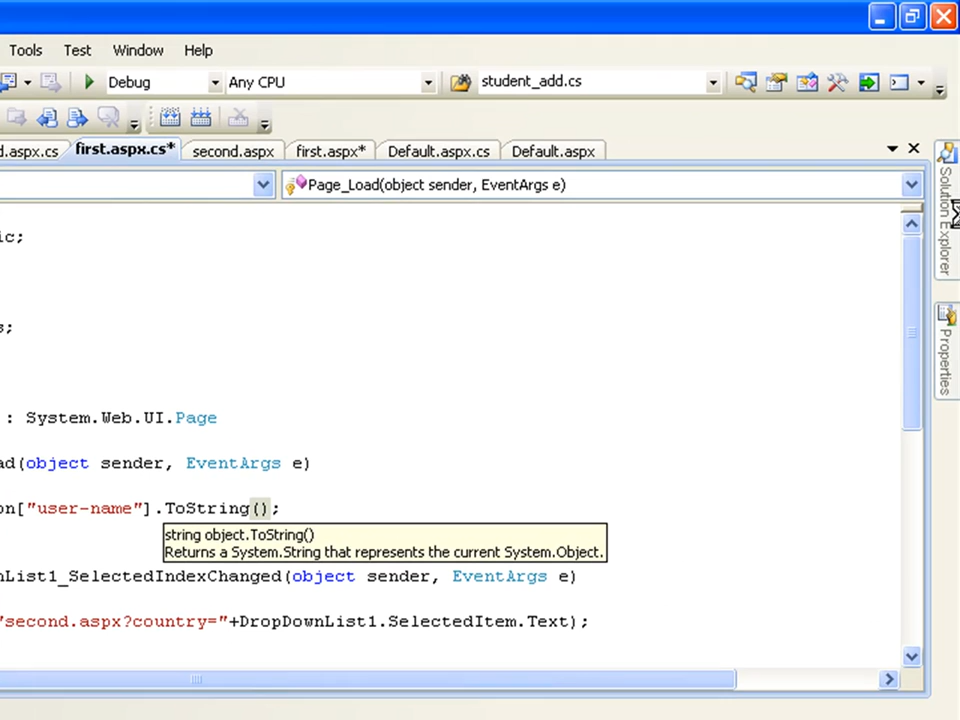 Tools Test Window Help
Debug Any CPU student_add.cs
d.aspx.cs first.aspx.cs* second.aspx first.aspx* Default.aspx.cs Default.aspx
Page_Load(object sender, EventArgs e)
Solution Explorer
Properties
ic;
s;
: System.Web.UI.Page
ad(object sender, EventArgs e)
on["user-name"].ToString();
string object.ToString()
Returns a System.String that represents the current System.Object.
nList1_SelectedIndexChanged(object sender, EventArgs e)
"second.aspx?country="+DropDownList1.SelectedItem.Text);